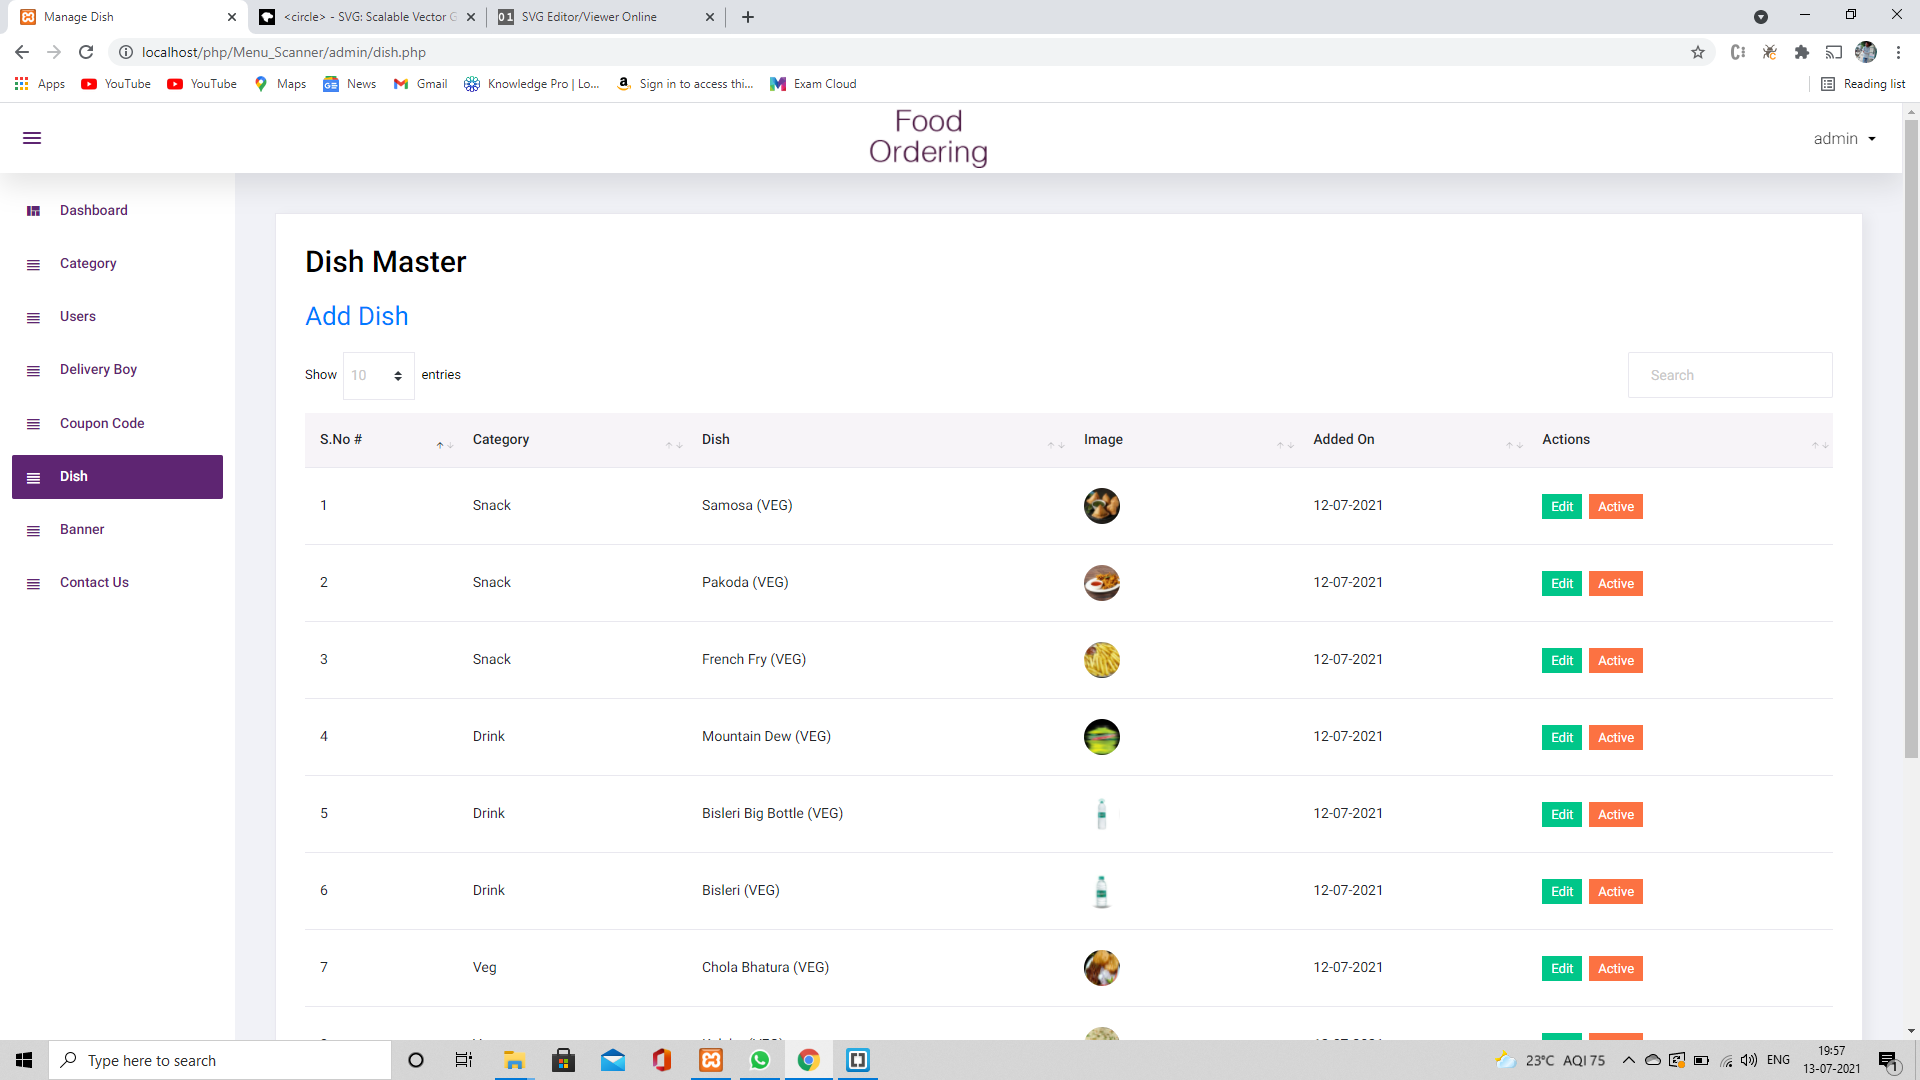 Manage Dish
<circle> - SVG: Scalable Vector G
SVG Editor/Viewer Online
localhost/php/Menu_Scanner/admin/dish.php
Apps
YouTube
YouTube
Maps
News
Gmail
Knowledge Pro | Lo...
Sign in to access thi...
Exam Cloud
Reading list
Food
Ordering
admin
Dashboard
Category
Users
Delivery Boy
Coupon Code
Dish
Banner
Contact Us
Dish Master
Add Dish
Show 10 entries
Search
S.No # Category Dish Image Added On Actions
1 Snack Samosa (VEG) 12-07-2021 Edit Active
2 Snack Pakoda (VEG) 12-07-2021 Edit Active
3 Snack French Fry (VEG) 12-07-2021 Edit Active
4 Drink Mountain Dew (VEG) 12-07-2021 Edit Active
5 Drink Bisleri Big Bottle (VEG) 12-07-2021 Edit Active
6 Drink Bisleri (VEG) 12-07-2021 Edit Active
7 Veg Chola Bhatura (VEG) 12-07-2021 Edit Active
Type here to search
23°C AQI 75
ENG
19:57
13-07-2021
1